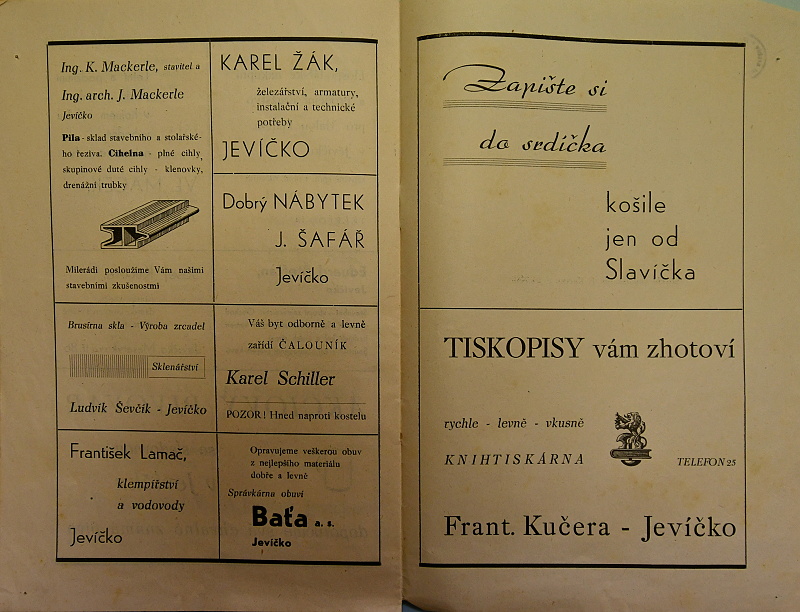 Ing. K. Mackerle, stavitel a
Ing. arch. J. Mackerle
Jevíčko
Pila - sklad stavebního a stolařské-
ho řeziva. Cihelna - plné cihly,
skupinové duté cihly - klenovky,
drenážní trubky
Milerádi posloužíme Vám našimi
stavebními zkušenostmi
KAREL ŽÁK,
železářství, armatury,
instalační a technické
potřeby
JEVÍČKO
Dobrý NÁBYTEK
J. ŠAFÁŘ
Jevíčko
Brusírna skla - Výroba zrcadel
Sklenářství
Ludvík Ševčík - Jevíčko
Váš byt odborně a levně
zařídí ČALOUNÍK
Karel Schiller
POZOR! Hned naproti kostelu
František Lamač,
klempířství
a vodovody
Jevíčko
Opravujeme veškerou obuv
z nejlepšího materiálu
dobře a levně
Správkárna obuvi
Baťa a. s.
Jevíčko
Zapište si
do srdíčka
košile
jen od
Slavíčka
TISKOPISY vám zhotoví
rychle - levně - vkusně
KNIHTISKÁRNA
TELEFON 25
Frant. Kučera - Jevíčko